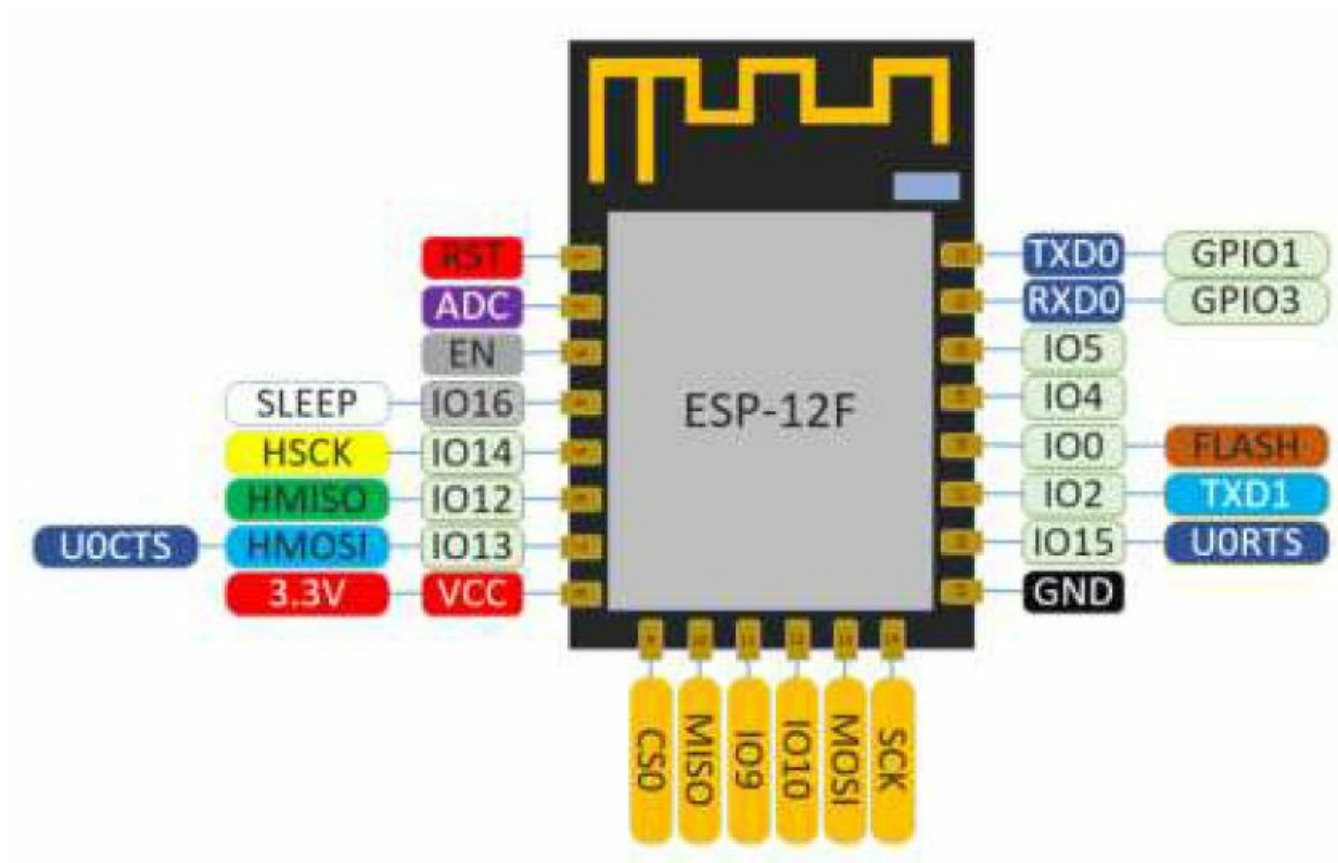 RST TXD0 GPIO1
ADC RXD0 GPIO3
EN IO5
SLEEP IO16 IO4
HSCK IO14 ESP-12F IO0 FLASH
HMISO IO12 IO2 TXD1
U0CTS HMOSI IO13 IO15 U0RTS
3.3V VCC GND
CS0 MISO IO9 IO10 MOSI SCK